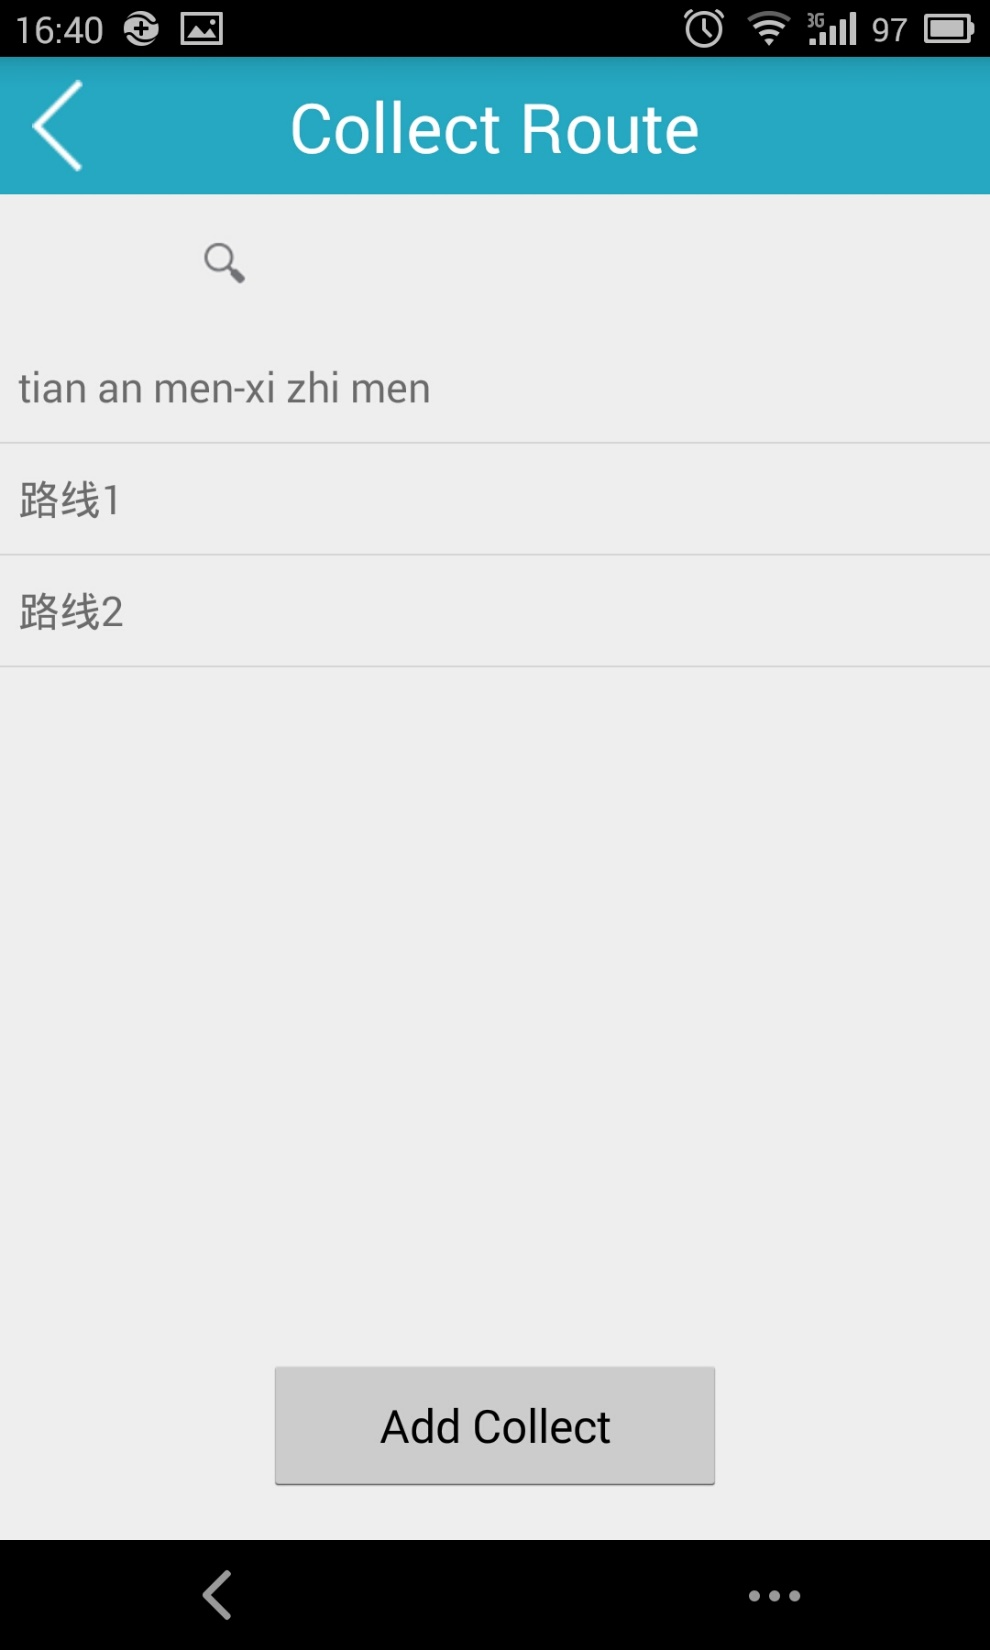 16:40
3G
97
Collect Route
tian an men-xi zhi men
路线1
路线2
Add Collect